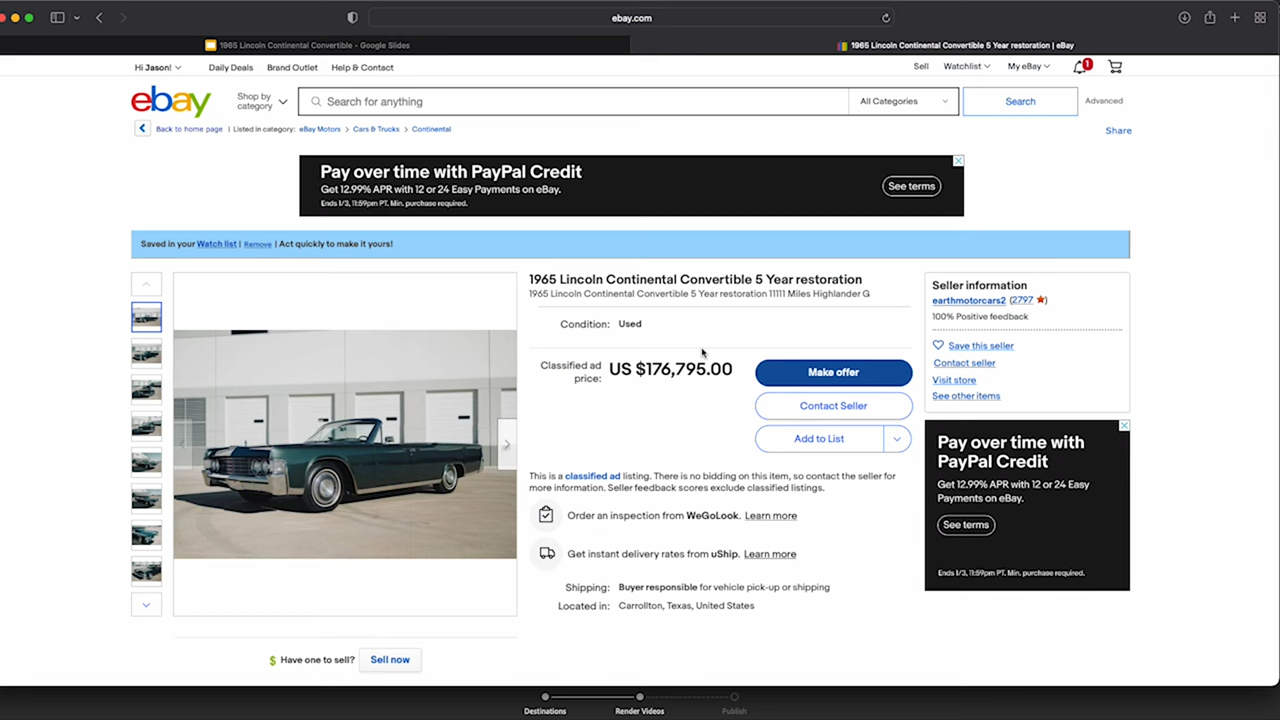 ebay.com
1965 Lincoln Continental Convertible - Google Slides
1965 Lincoln Continental Convertible 5 Year restoration | eBay
Hi Jason!
Daily Deals
Brand Outlet
Help & Contact
Sell
Watchlist
My eBay
1
ebay
Shop by category
Search for anything
All Categories
Search
Advanced
Back to home page | Listed in category: eBay Motors > Cars & Trucks > Continental
Share
Pay over time with PayPal Credit
Get 12.99% APR with 12 or 24 Easy Payments on eBay.
Ends 1/3, 11:59pm PT. Min. purchase required.
See terms
Saved in your Watch list | Remove | Act quickly to make it yours!
1965 Lincoln Continental Convertible 5 Year restoration
1965 Lincoln Continental Convertible 5 Year restoration 11111 Miles Highlander G
Condition: Used
Classified ad
price:
US $176,795.00
Make offer
Contact Seller
Add to List
This is a classified ad listing. There is no bidding on this item, so contact the seller for
more information. Seller feedback scores exclude classified listings.
Order an inspection from WeGoLook. Learn more
Get instant delivery rates from uShip. Learn more
Shipping: Buyer responsible for vehicle pick-up or shipping
Located in: Carrollton, Texas, United States
Seller information
earthmotorcars2 (2797 ★)
100% Positive feedback
Save this seller
Contact seller
Visit store
See other items
Pay over time with
PayPal Credit
Get 12.99% APR with 12 or 24 Easy
Payments on eBay.
See terms
Ends 1/3, 11:59pm PT. Min. purchase required.
$ Have one to sell? Sell now
Destinations
Render Videos
Publish